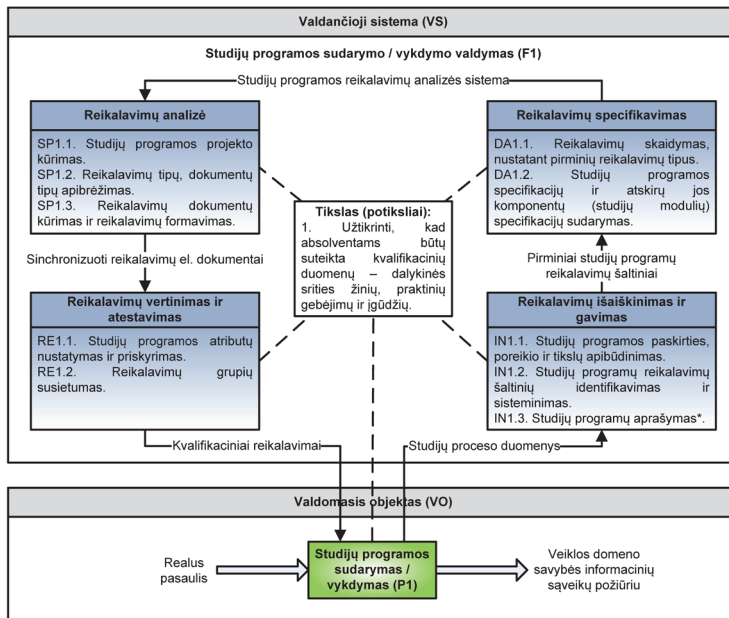 Valdančioji sistema (VS)
Studijų programos sudarymo / vykdymo valdymas (F1)
Studijų programos reikalavimų analizės sistema
Reikalavimų analizė
SP1.1. Studijų programos projekto
kūrimas.
SP1.2. Reikalavimų tipų, dokumentų
tipų apibrėžimas.
SP1.3. Reikalavimų dokumentų
kūrimas ir reikalavimų formavimas.
Reikalavimų specifikavimas
DA1.1. Reikalavimų skaidymas,
nustatant pirminių reikalavimų tipus.
DA1.2. Studijų programos
specifikacijų ir atskirų jos
komponentų (studijų modulių)
specifikacijų sudarymas.
Tikslas (potiksliai):
1. Užtikrinti, kad
absolventams būtų
suteikta kvalifikacinių
duomenų – dalykinės
srities žinių, praktinių
gebėjimų ir įgūdžių.
Sinchronizuoti reikalavimų el. dokumentai
Pirminiai studijų programų
reikalavimų šaltiniai
Reikalavimų vertinimas ir
atestavimas
RE1.1. Studijų programos atributų
nustatymas ir priskyrimas.
RE1.2. Reikalavimų grupių
susietumas.
Reikalavimų išaiškinimas ir
gavimas
IN1.1. Studijų programos paskirties,
poreikio ir tikslų apibūdinimas.
IN1.2. Studijų programų reikalavimų
šaltinių identifikavimas ir
sisteminimas.
IN1.3. Studijų programų aprašymas*.
Kvalifikaciniai reikalavimai
Studijų proceso duomenys
Valdomasis objektas (VO)
Realus
pasaulis
Studijų programos
sudarymas /
vykdymas (P1)
Veiklos domeno
savybės informacinių
sąveikų požiūriu